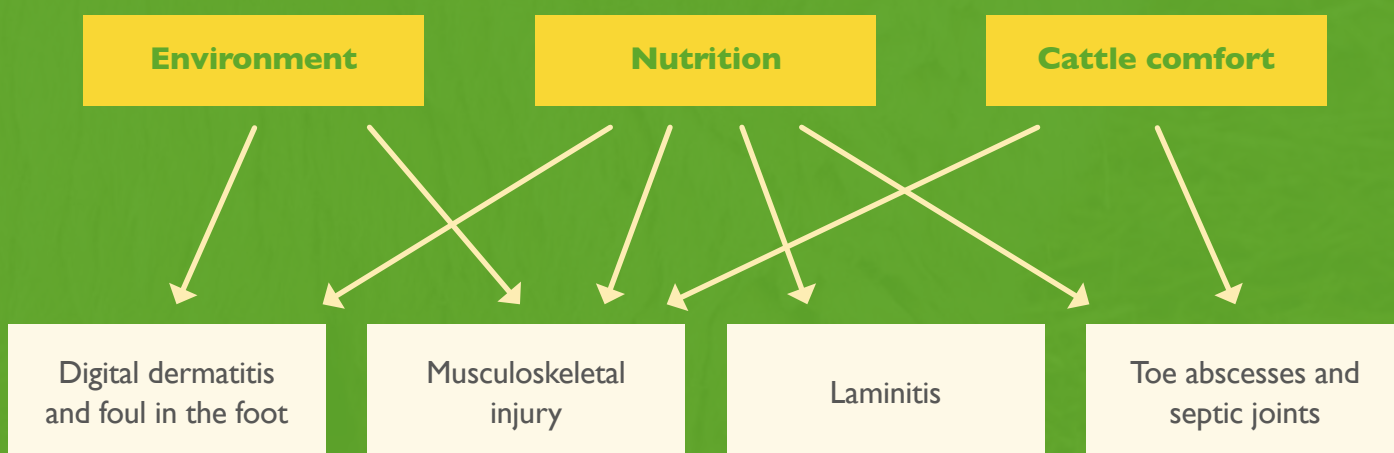 Environment
Nutrition
Cattle comfort
Digital dermatitis
and foul in the foot
Musculoskeletal
injury
Laminitis
Toe abscesses and
septic joints